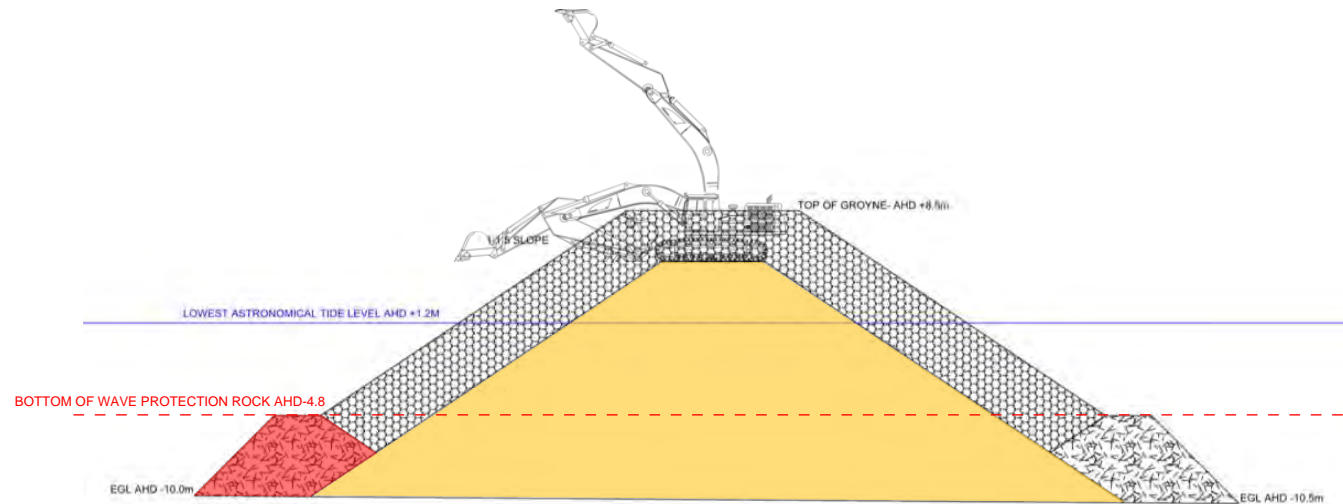 TOP OF GROYNE- AHD +8.5m
1:1.5 SLOPE
LOWEST ASTRONOMICAL TIDE LEVEL AHD +1.2M
BOTTOM OF WAVE PROTECTION ROCK AHD-4.8
EGL AHD -10.0m
EGL AHD -10.5m